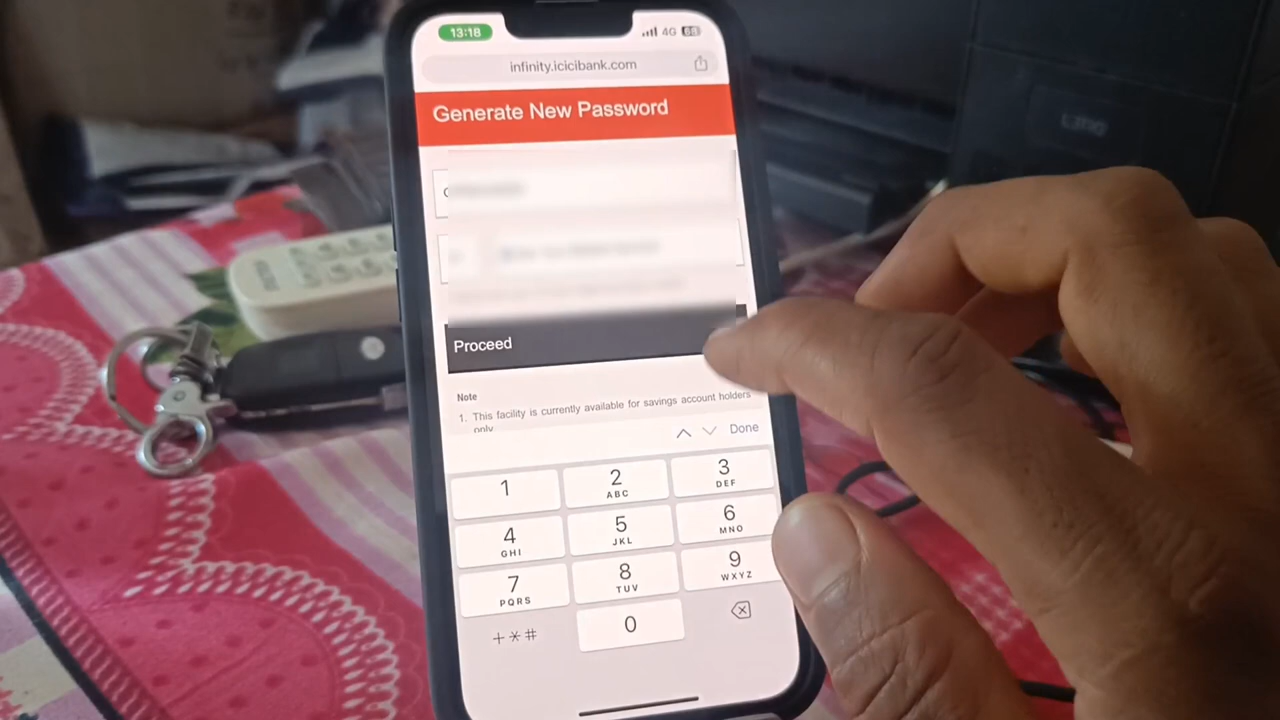 13:18
4G 68
infinity.icicibank.com
Generate New Password
Proceed
Note
1. This facility is currently available for savings account holders
only
Done
1
2
ABC
3
DEF
4
GHI
5
JKL
6
MNO
7
PQRS
8
TUV
9
WXYZ
+*#
0